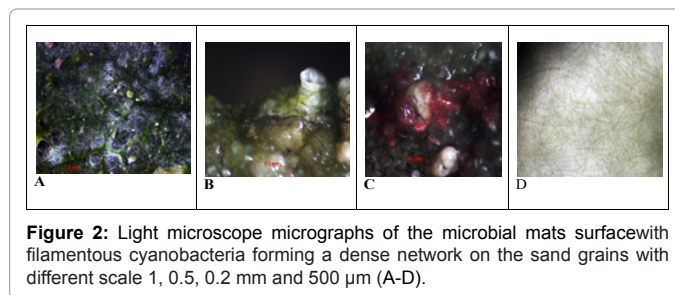 A
B
C
D
Figure 2: Light microscope micrographs of the microbial mats surfacewith
filamentous cyanobacteria forming a dense network on the sand grains with
different scale 1, 0.5, 0.2 mm and 500 µm (A-D).